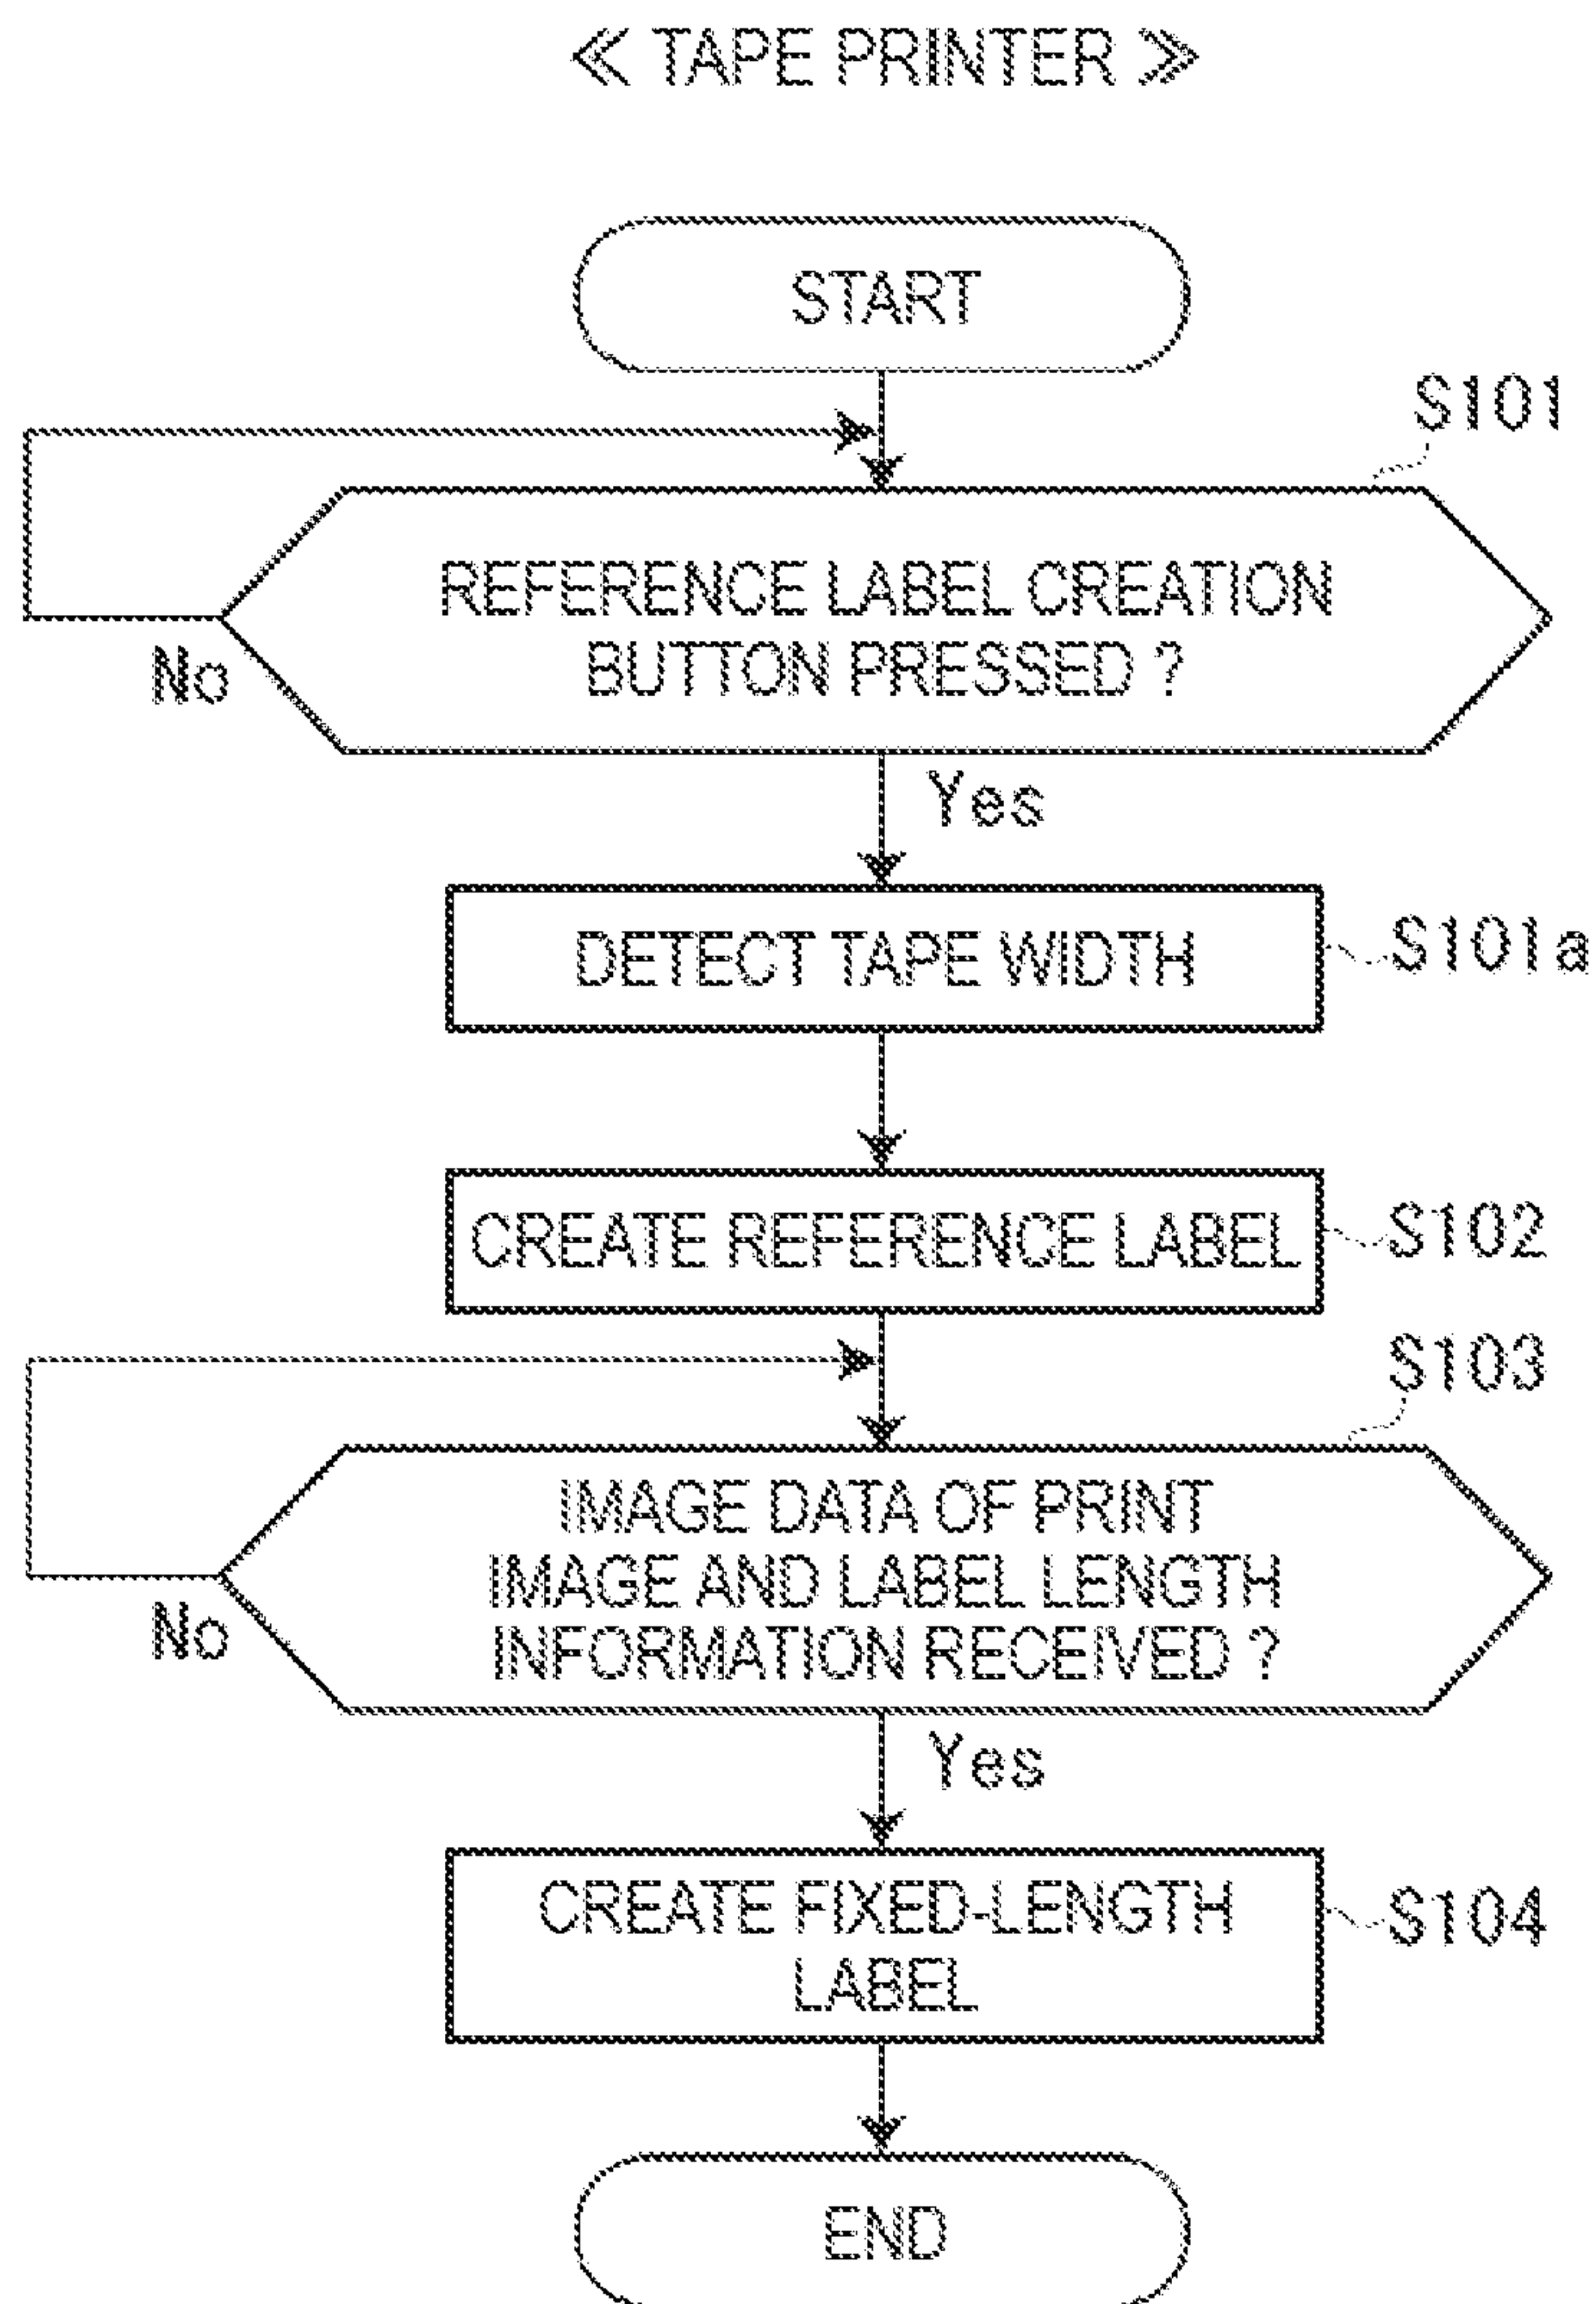 ≪ TAPE PRINTER ≫
START
S101
REFERENCE LABEL CREATION
BUTTON PRESSED ?
No
Yes
DETECT TAPE WIDTH
S101a
CREATE REFERENCE LABEL
S102
S103
IMAGE DATA OF PRINT
IMAGE AND LABEL LENGTH
INFORMATION RECEIVED ?
No
Yes
CREATE FIXED-LENGTH
LABEL
S104
END